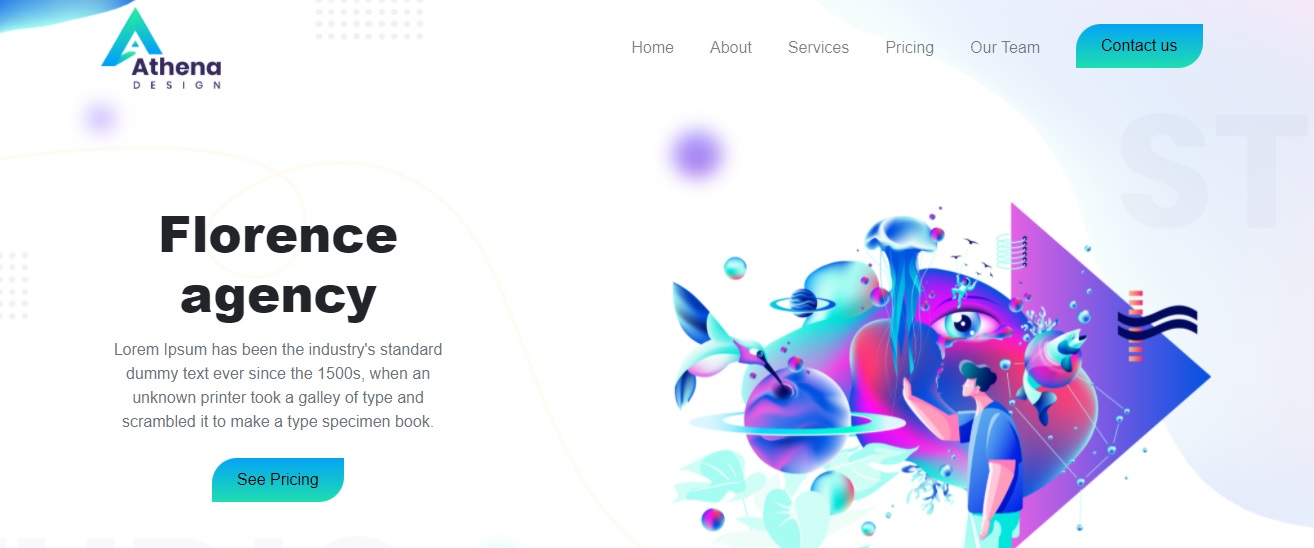 Athena
DESIGN
Home
About
Services
Pricing
Our Team
Contact us
ST
Florence
agency
Lorem Ipsum has been the industry's standard
dummy text ever since the 1500s, when an
unknown printer took a galley of type and
scrambled it to make a type specimen book.
See Pricing